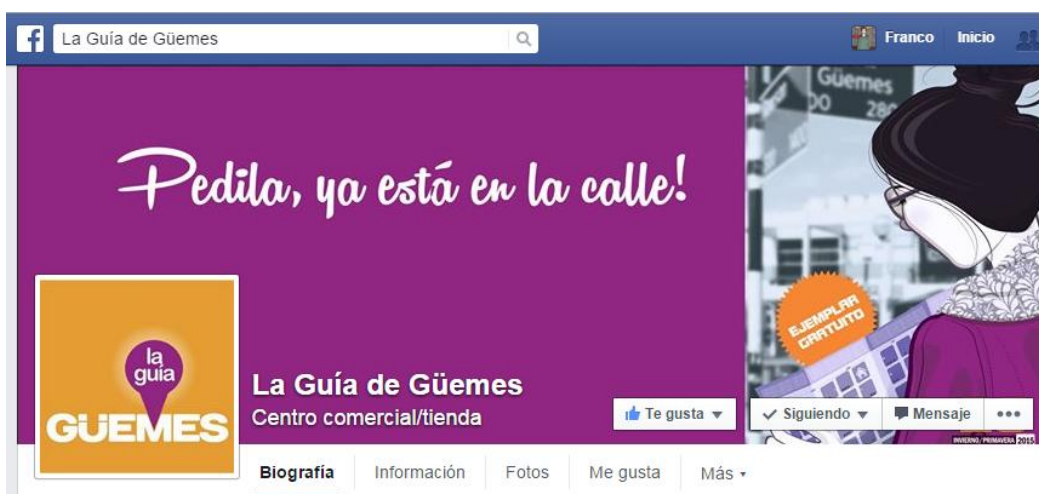 La Guía de Güemes
Franco Inicio
Güemes
00 280
Pedila, ya está en la calle!
EJEMPLAR
GRATUITO
la
guia
GÜEMES
La Guía de Güemes
Centro comercial/tienda
Te gusta
Siguiendo
Mensaje
INVIERNO/PRIMAVERA 2015
Biografía
Información
Fotos
Me gusta
Más